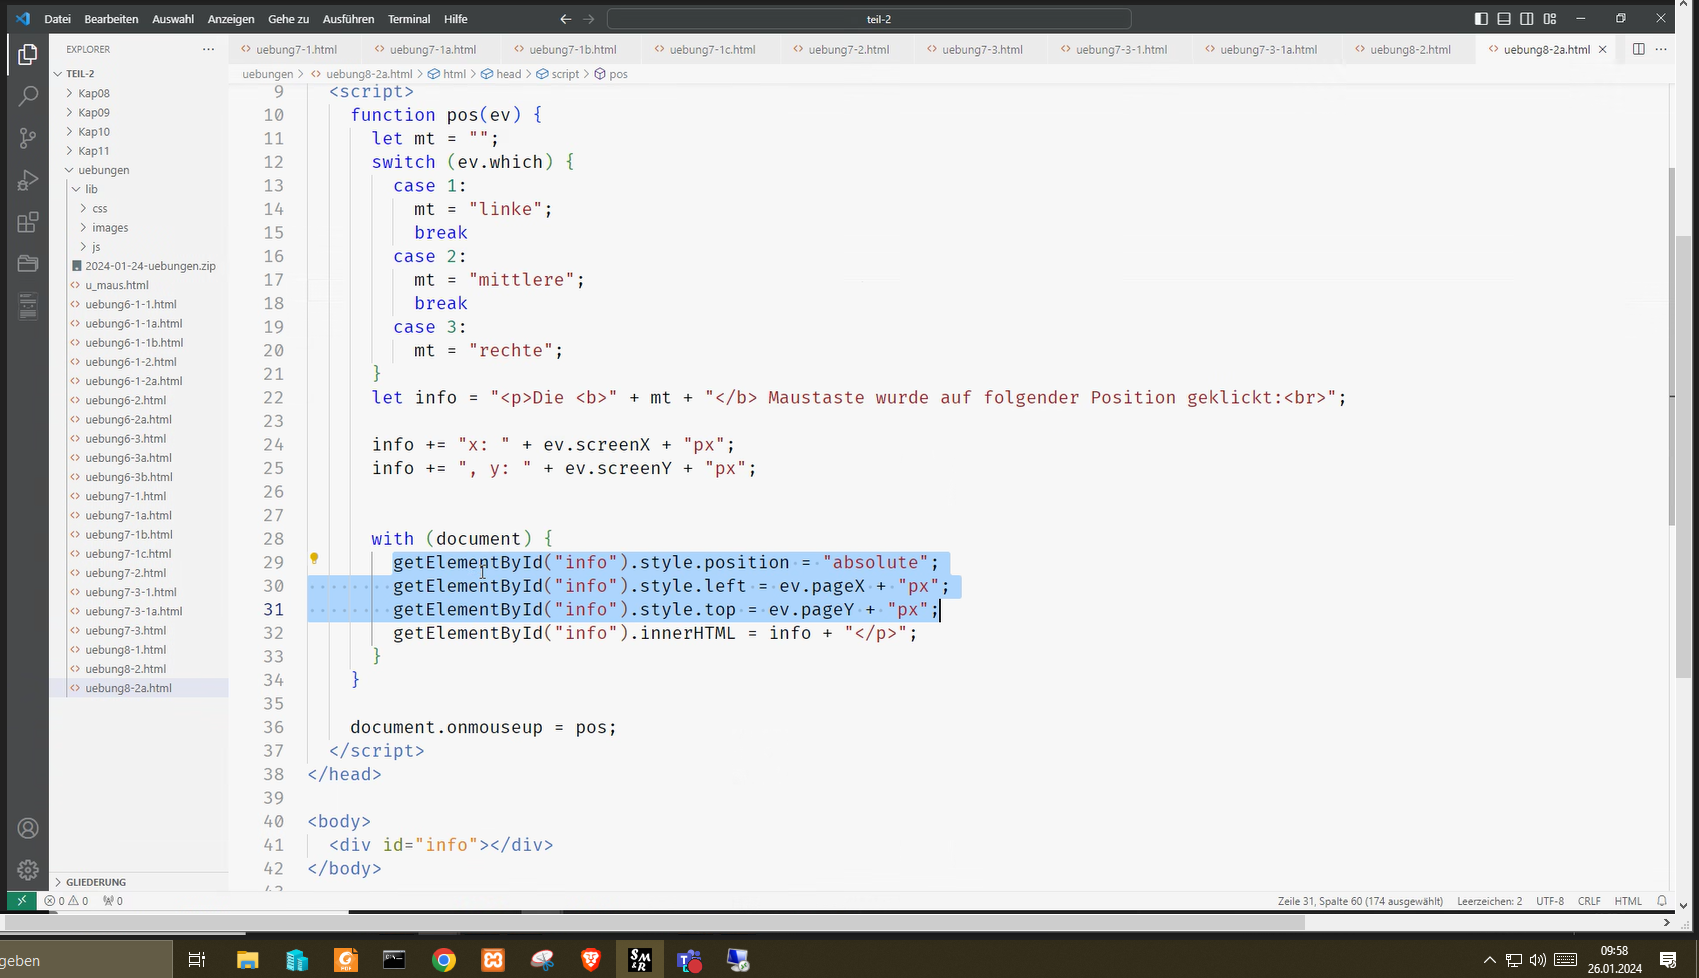 Datei Bearbeiten Auswahl Anzeigen Gehe zu Ausführen Terminal Hilfe
teil-2
EXPLORER
TEIL-2
Kap08
Kap09
Kap10
Kap11
uebungen
lib
css
images
js
2024-01-24-uebungen.zip
u_maus.html
uebung6-1-1.html
uebung6-1-1a.html
uebung6-1-1b.html
uebung6-1-2.html
uebung6-1-2a.html
uebung6-2.html
uebung6-2a.html
uebung6-3.html
uebung6-3a.html
uebung6-3b.html
uebung7-1.html
uebung7-1a.html
uebung7-1b.html
uebung7-1c.html
uebung7-2.html
uebung7-3-1.html
uebung7-3-1a.html
uebung7-3.html
uebung8-1.html
uebung8-2.html
uebung8-2a.html
GLIEDERUNG
uebung7-1.html uebung7-1a.html uebung7-1b.html uebung7-1c.html uebung7-2.html uebung7-3.html uebung7-3-1.html uebung7-3-1a.html uebung8-2.html uebung8-2a.html
uebungen > uebung8-2a.html > html > head > script > pos
9 <script>
10 function pos(ev) {
11 let mt = "";
12 switch (ev.which) {
13 case 1:
14 mt = "linke";
15 break
16 case 2:
17 mt = "mittlere";
18 break
19 case 3:
20 mt = "rechte";
21 }
22 let info = "<p>Die <b>" + mt + "</b> Maustaste wurde auf folgender Position geklickt:<br>";
23
24 info += "x: " + ev.screenX + "px";
25 info += ", y: " + ev.screenY + "px";
26
27
28 with (document) {
29 getElementById("info").style.position = "absolute";
30 getElementById("info").style.left = ev.pageX + "px";
31 getElementById("info").style.top = ev.pageY + "px";
32 getElementById("info").innerHTML = info + "</p>";
33 }
34 }
35
36 document.onmouseup = pos;
37 </script>
38 </head>
39
40 <body>
41 <div id="info"></div>
42 </body>
0 0 0 Zeile 31, Spalte 60 (174 ausgewählt) Leerzeichen: 2 UTF-8 CRLF HTML
geben
SM&R
09:58
26.01.2024